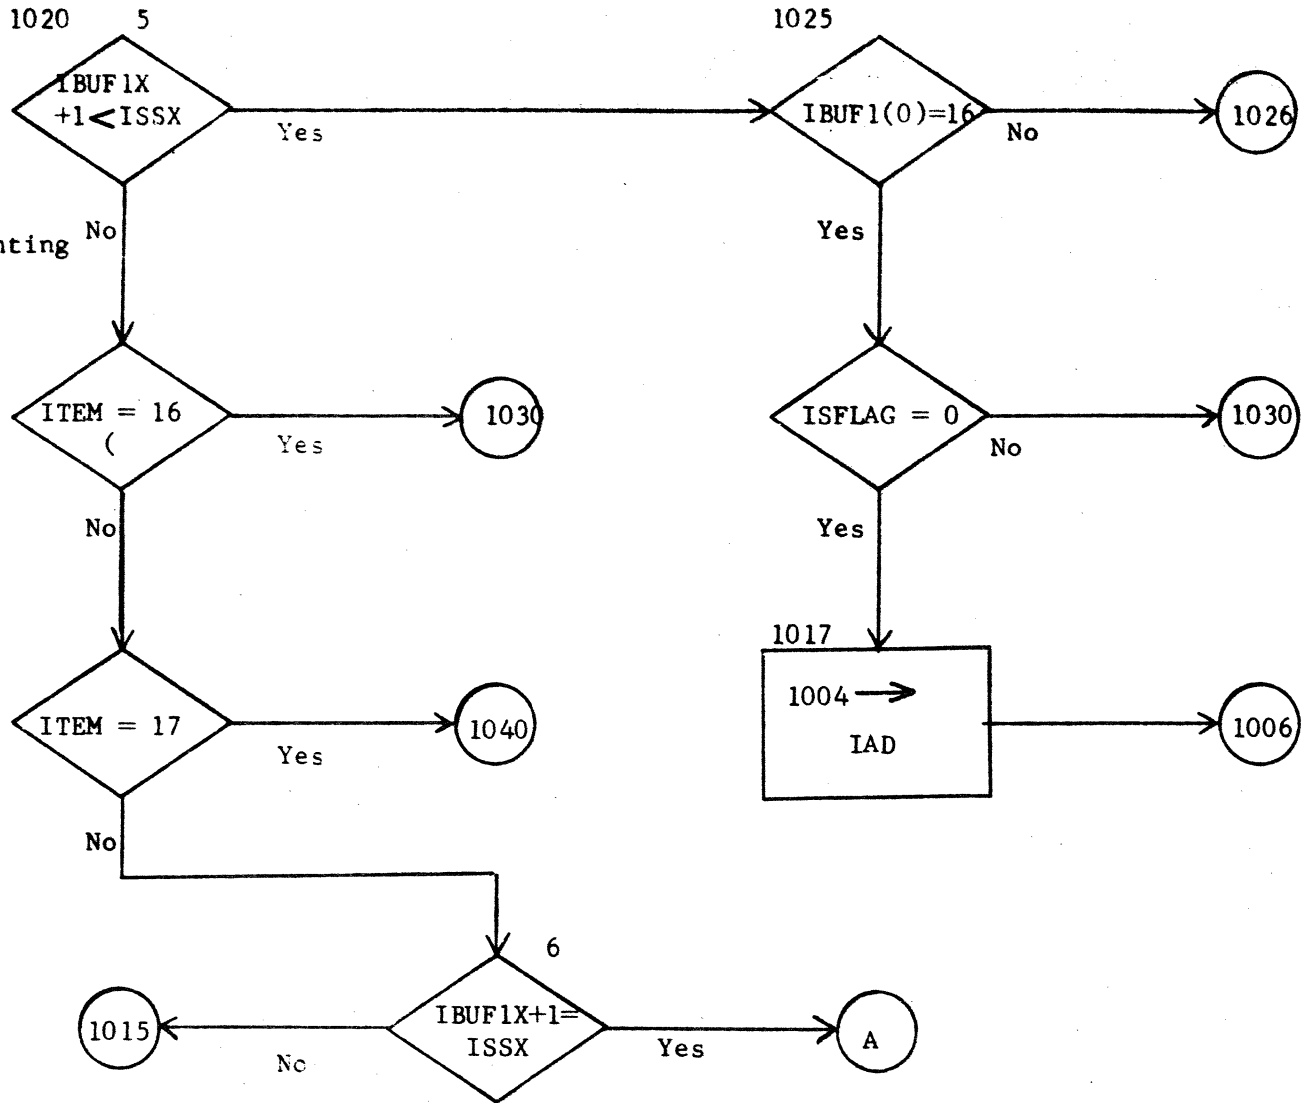 1020 5 1025
IBUF1X
+1<ISSX
Yes
IBUF1(0)=16
No
1026
No
nting
Yes
ITEM = 16
(
Yes
1030
ISFLAG = 0
No
1030
No
Yes
1017
ITEM = 17
Yes
1040
1004
IAD
1006
No
6
1015
No
IBUF1X+1=
ISSX
Yes
A